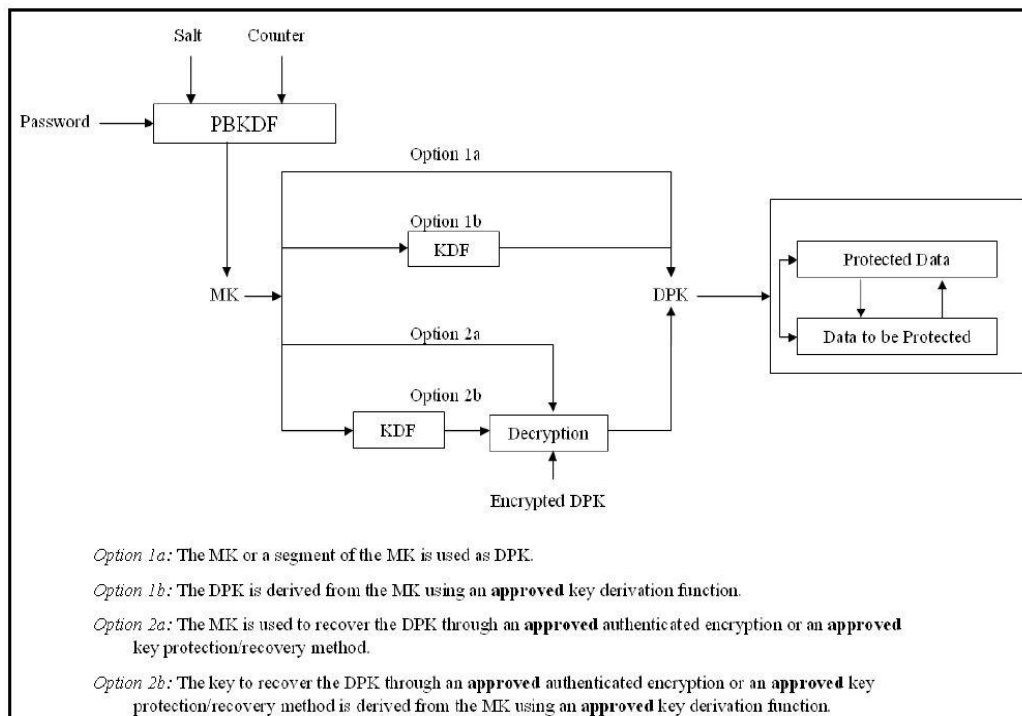 Salt
Counter
Password
PBKDF
Option 1a
Option 1b
KDF
MK
DPK
Protected Data
Data to be Protected
Option 2a
Option 2b
KDF
Decryption
Encrypted DPK
Option 1a: The MK or a segment of the MK is used as DPK.
Option 1b: The DPK is derived from the MK using an approved key derivation function.
Option 2a: The MK is used to recover the DPK through an approved authenticated encryption or an approved
key protection/recovery method.
Option 2b: The key to recover the DPK through an approved authenticated encryption or an approved key
protection/recovery method is derived from the MK using an approved key derivation function.